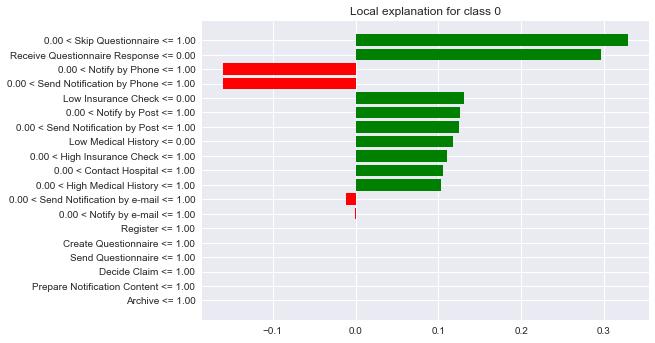 Local explanation for class 0
0.00 < Skip Questionnaire <= 1.00
Receive Questionnaire Response <= 0.00
0.00 < Notify by Phone <= 1.00
0.00 < Send Notification by Phone <= 1.00
Low Insurance Check <= 0.00
0.00 < Notify by Post <= 1.00
0.00 < Send Notification by Post <= 1.00
Low Medical History <= 0.00
0.00 < High Insurance Check <= 1.00
0.00 < Contact Hospital <= 1.00
0.00 < High Medical History <= 1.00
0.00 < Send Notification by e-mail <= 1.00
0.00 < Notify by e-mail <= 1.00
Register <= 1.00
Create Questionnaire <= 1.00
Send Questionnaire <= 1.00
Decide Claim <= 1.00
Prepare Notification Content <= 1.00
Archive <= 1.00
−0.1 0.0 0.1 0.2 0.3